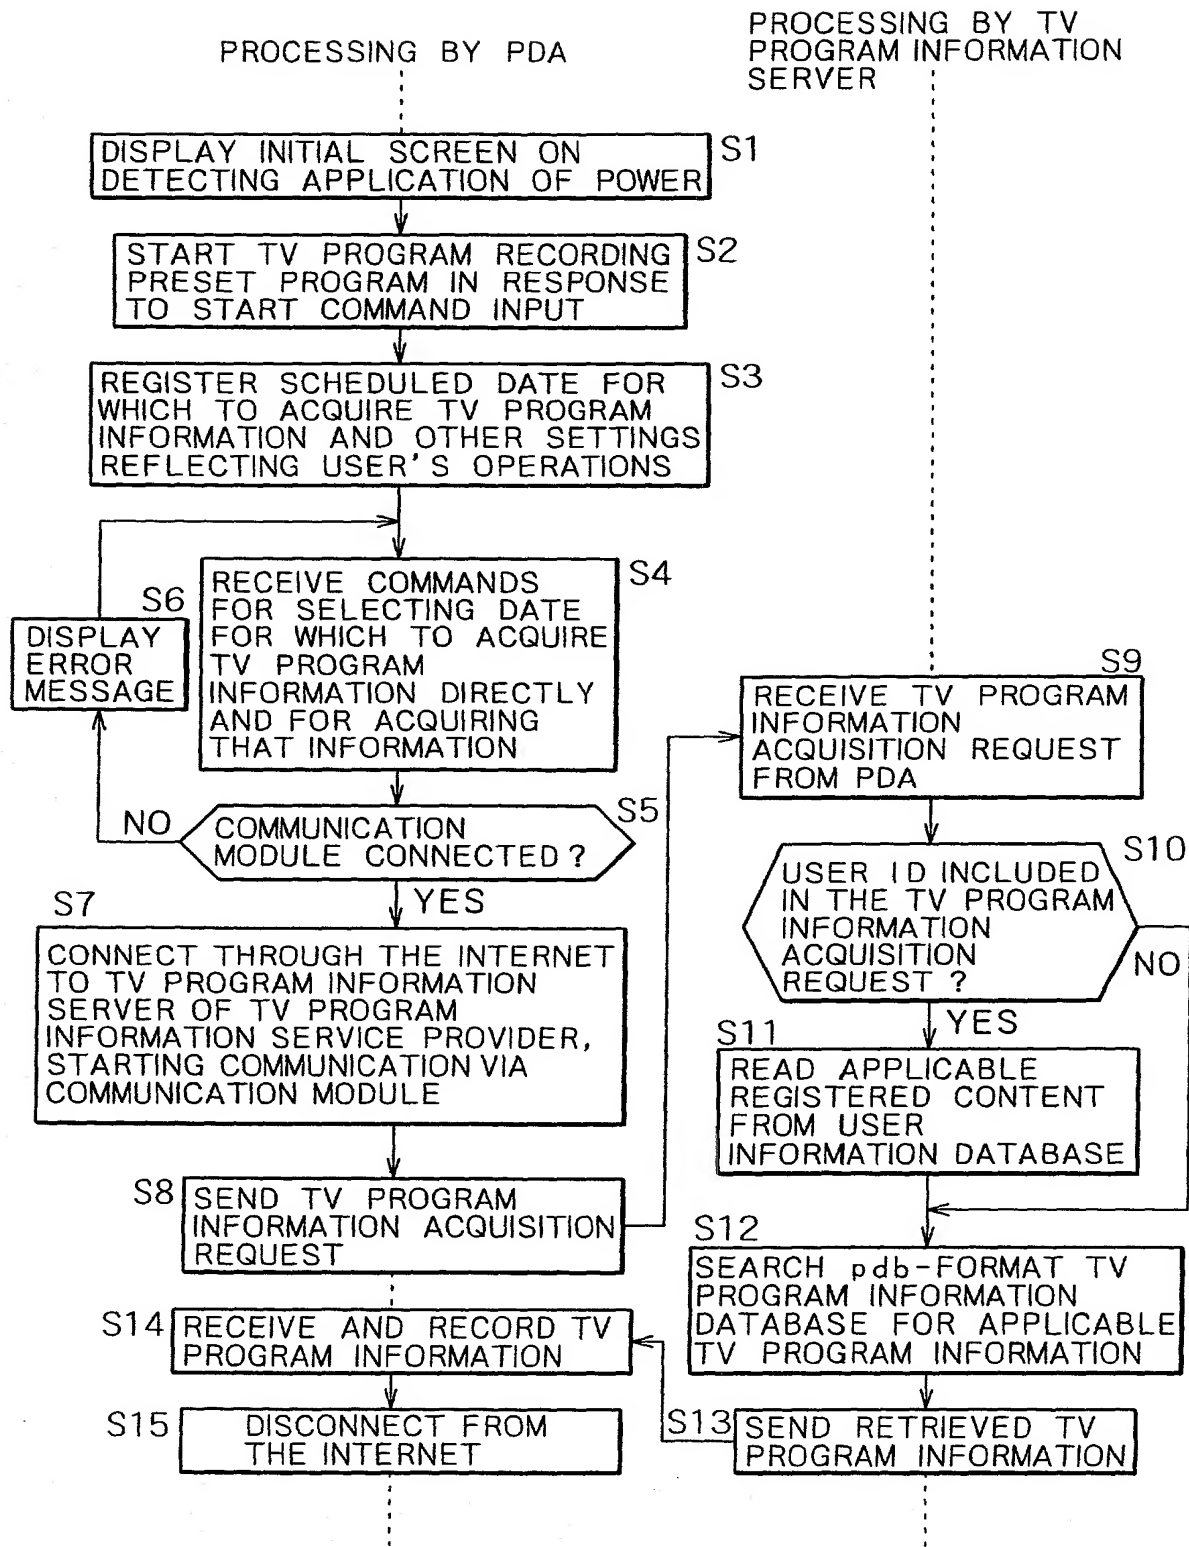 PROCESSING BY PDA
PROCESSING BY TV
PROGRAM INFORMATION
SERVER
S1
DISPLAY INITIAL SCREEN ON
DETECTING APPLICATION OF POWER
S2
START TV PROGRAM RECORDING
PRESET PROGRAM IN RESPONSE
TO START COMMAND INPUT
S3
REGISTER SCHEDULED DATE FOR
WHICH TO ACQUIRE TV PROGRAM
INFORMATION AND OTHER SETTINGS
REFLECTING USER'S OPERATIONS
S4
RECEIVE COMMANDS
FOR SELECTING DATE
FOR WHICH TO ACQUIRE
TV PROGRAM
INFORMATION DIRECTLY
AND FOR ACQUIRING
THAT INFORMATION
S6
DISPLAY
ERROR
MESSAGE
S5
NO
COMMUNICATION
MODULE CONNECTED?
YES
S7
CONNECT THROUGH THE INTERNET
TO TV PROGRAM INFORMATION
SERVER OF TV PROGRAM
INFORMATION SERVICE PROVIDER,
STARTING COMMUNICATION VIA
COMMUNICATION MODULE
S8
SEND TV PROGRAM
INFORMATION ACQUISITION
REQUEST
S9
RECEIVE TV PROGRAM
INFORMATION
ACQUISITION REQUEST
FROM PDA
S10
USER ID INCLUDED
IN THE TV PROGRAM
INFORMATION
ACQUISITION
REQUEST?
NO
YES
S11
READ APPLICABLE
REGISTERED CONTENT
FROM USER
INFORMATION DATABASE
S12
SEARCH pdb-FORMAT TV
PROGRAM INFORMATION
DATABASE FOR APPLICABLE
TV PROGRAM INFORMATION
S13
SEND RETRIEVED TV
PROGRAM INFORMATION
S14
RECEIVE AND RECORD TV
PROGRAM INFORMATION
S15
DISCONNECT FROM
THE INTERNET